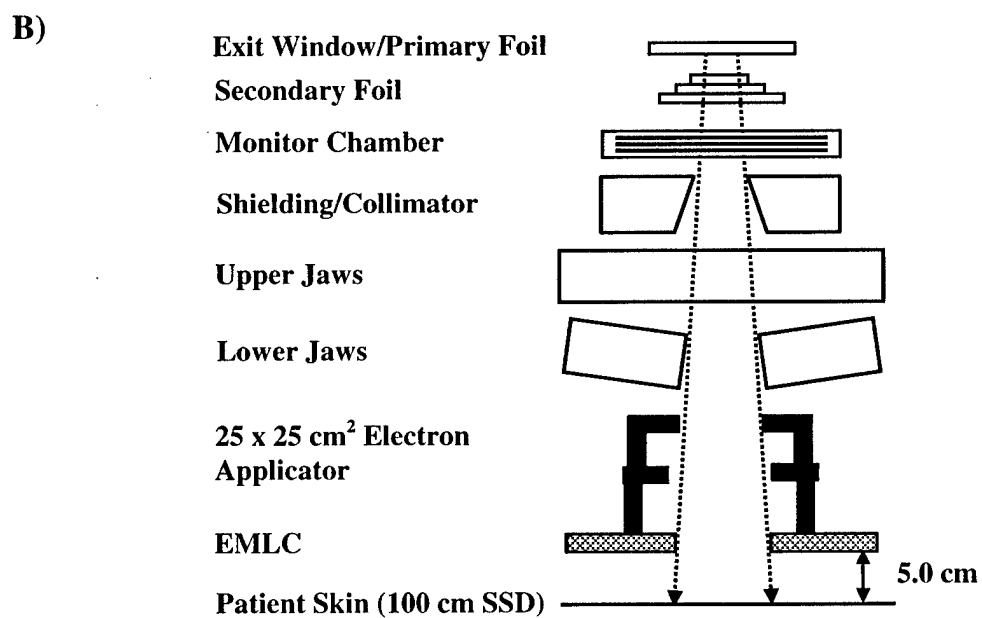 B)
Exit Window/Primary Foil
Secondary Foil
Monitor Chamber
Shielding/Collimator
Upper Jaws
Lower Jaws
25 x 25 cm² Electron
Applicator
EMLC
5.0 cm
Patient Skin (100 cm SSD)